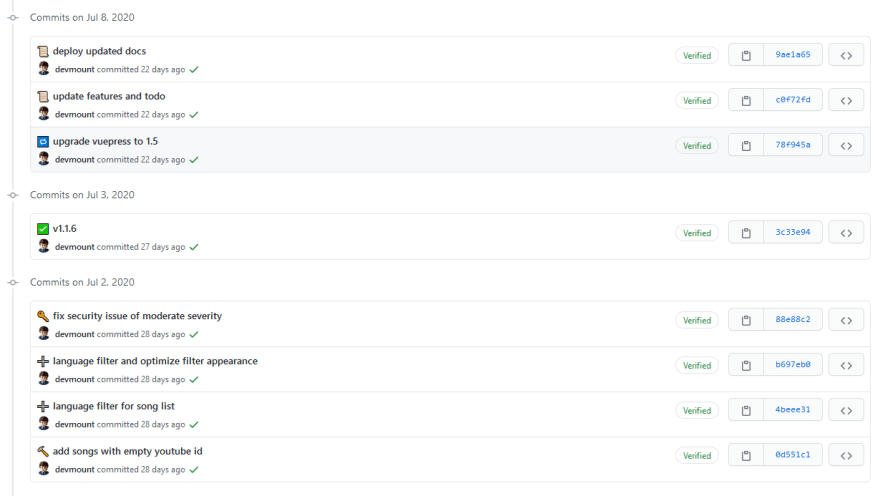 Commits on Jul 8, 2020
deploy updated docs
Verified
9ae1a65
devmount committed 22 days ago
update features and todo
Verified
c0f72fd
devmount committed 22 days ago
upgrade vuepress to 1.5
Verified
78f945a
devmount committed 22 days ago
Commits on Jul 3, 2020
v1.1.6
Verified
3c33e94
devmount committed 27 days ago
Commits on Jul 2, 2020
fix security issue of moderate severity
Verified
88e88c2
devmount committed 28 days ago
language filter and optimize filter appearance
Verified
b697eb0
devmount committed 28 days ago
language filter for song list
Verified
4beee31
devmount committed 28 days ago
add songs with empty youtube id
Verified
0d551c1
devmount committed 28 days ago